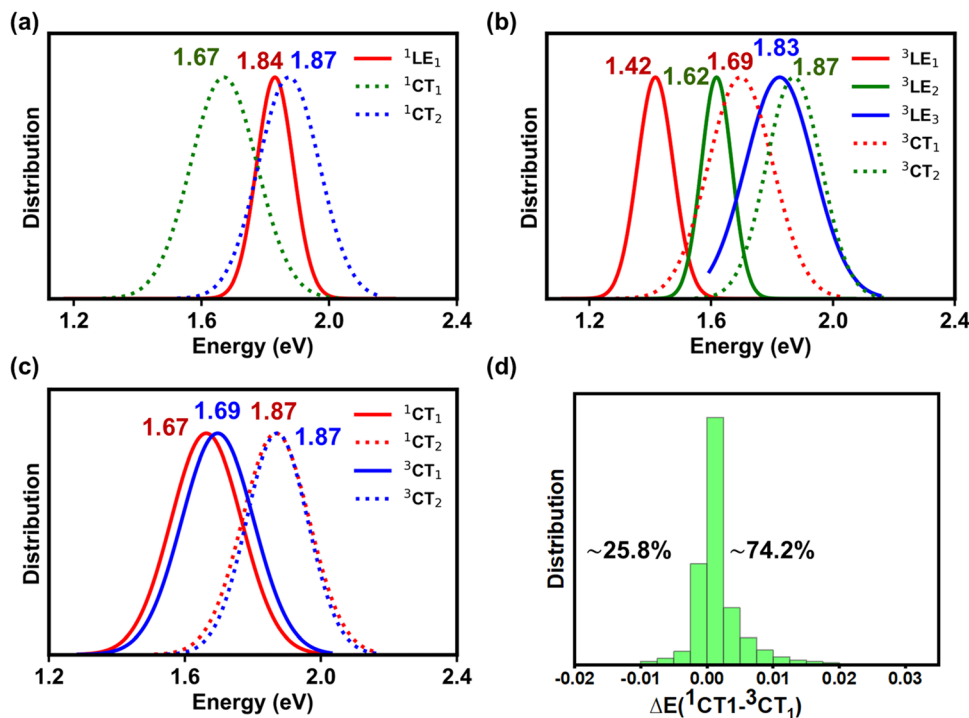 (a)
1.67
1.84
1.87
¹LE₁
¹CT₁
¹CT₂
Distribution
1.2
1.6
2.0
2.4
Energy (eV)
(b)
1.42
1.62
1.69
1.83
1.87
³LE₁
³LE₂
³LE₃
³CT₁
³CT₂
Distribution
1.2
1.6
2.0
2.4
Energy (eV)
(c)
1.67
1.69
1.87
1.87
¹CT₁
¹CT₂
³CT₁
³CT₂
Distribution
1.2
1.6
2.0
2.4
Energy (eV)
(d)
~25.8%
~74.2%
Distribution
-0.02
-0.01
0.00
0.01
0.02
0.03
ΔE(¹CT1-³CT₁)